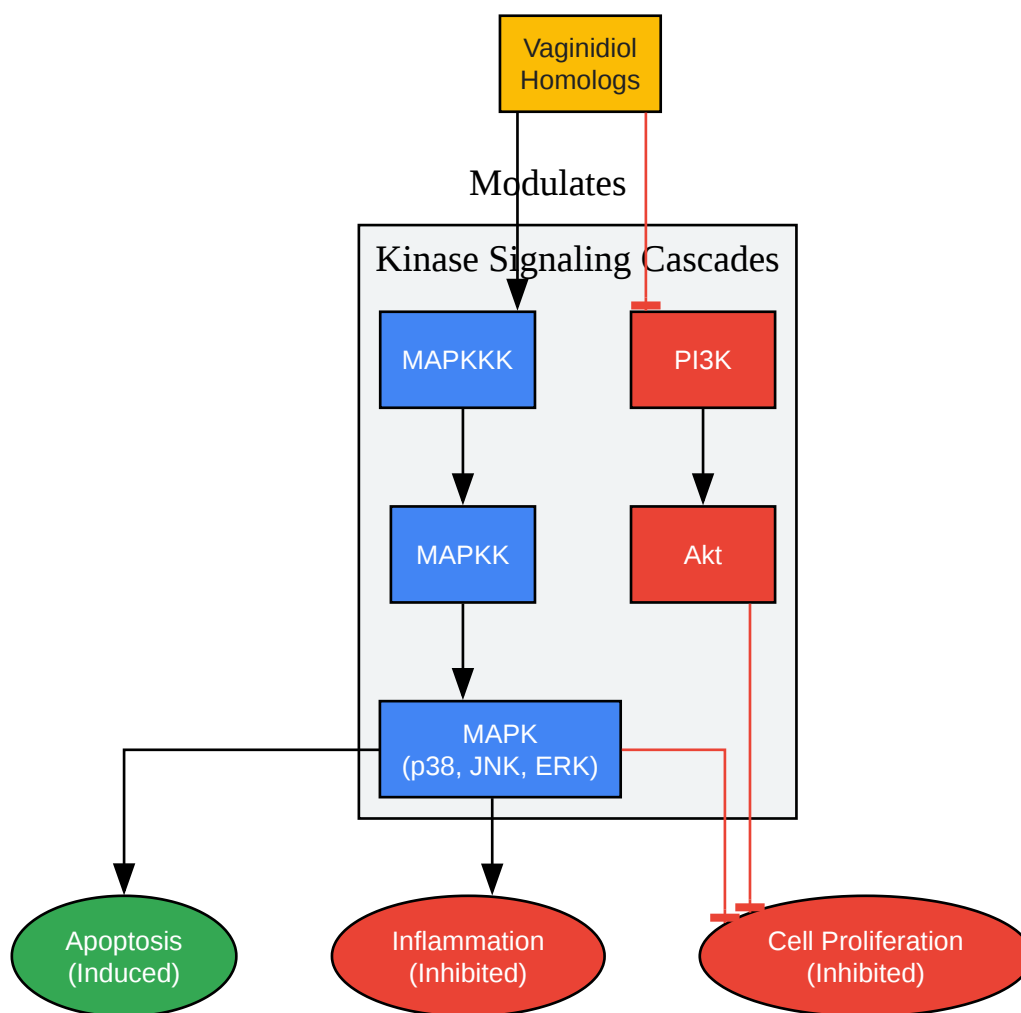 Vaginidiol
Homologs
Modulates
Kinase Signaling Cascades
MAPKKK
PI3K
MAPKK
Akt
MAPK
(p38, JNK, ERK)
Apoptosis
(Induced)
Inflammation
(Inhibited)
Cell Proliferation
(Inhibited)